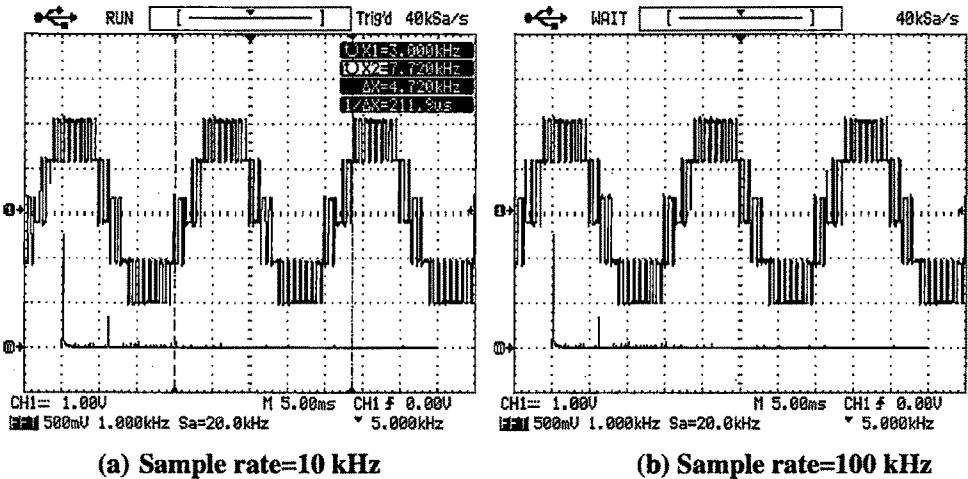 RUN Trig'd 40kSa/s
X1=3.000kHz
X2=7.720kHz
ΔX=4.720kHz
1/ΔX=211.9us
CH1 1.00V M 5.00ms CH1 0.00V
FFT 500mV 1.000kHz Sa=20.0kHz 5.000kHz
(a) Sample rate=10 kHz
WAIT 40kSa/s
CH1 1.00V M 5.00ms CH1 0.00V
FFT 500mV 1.000kHz Sa=20.0kHz 5.000kHz
(b) Sample rate=100 kHz